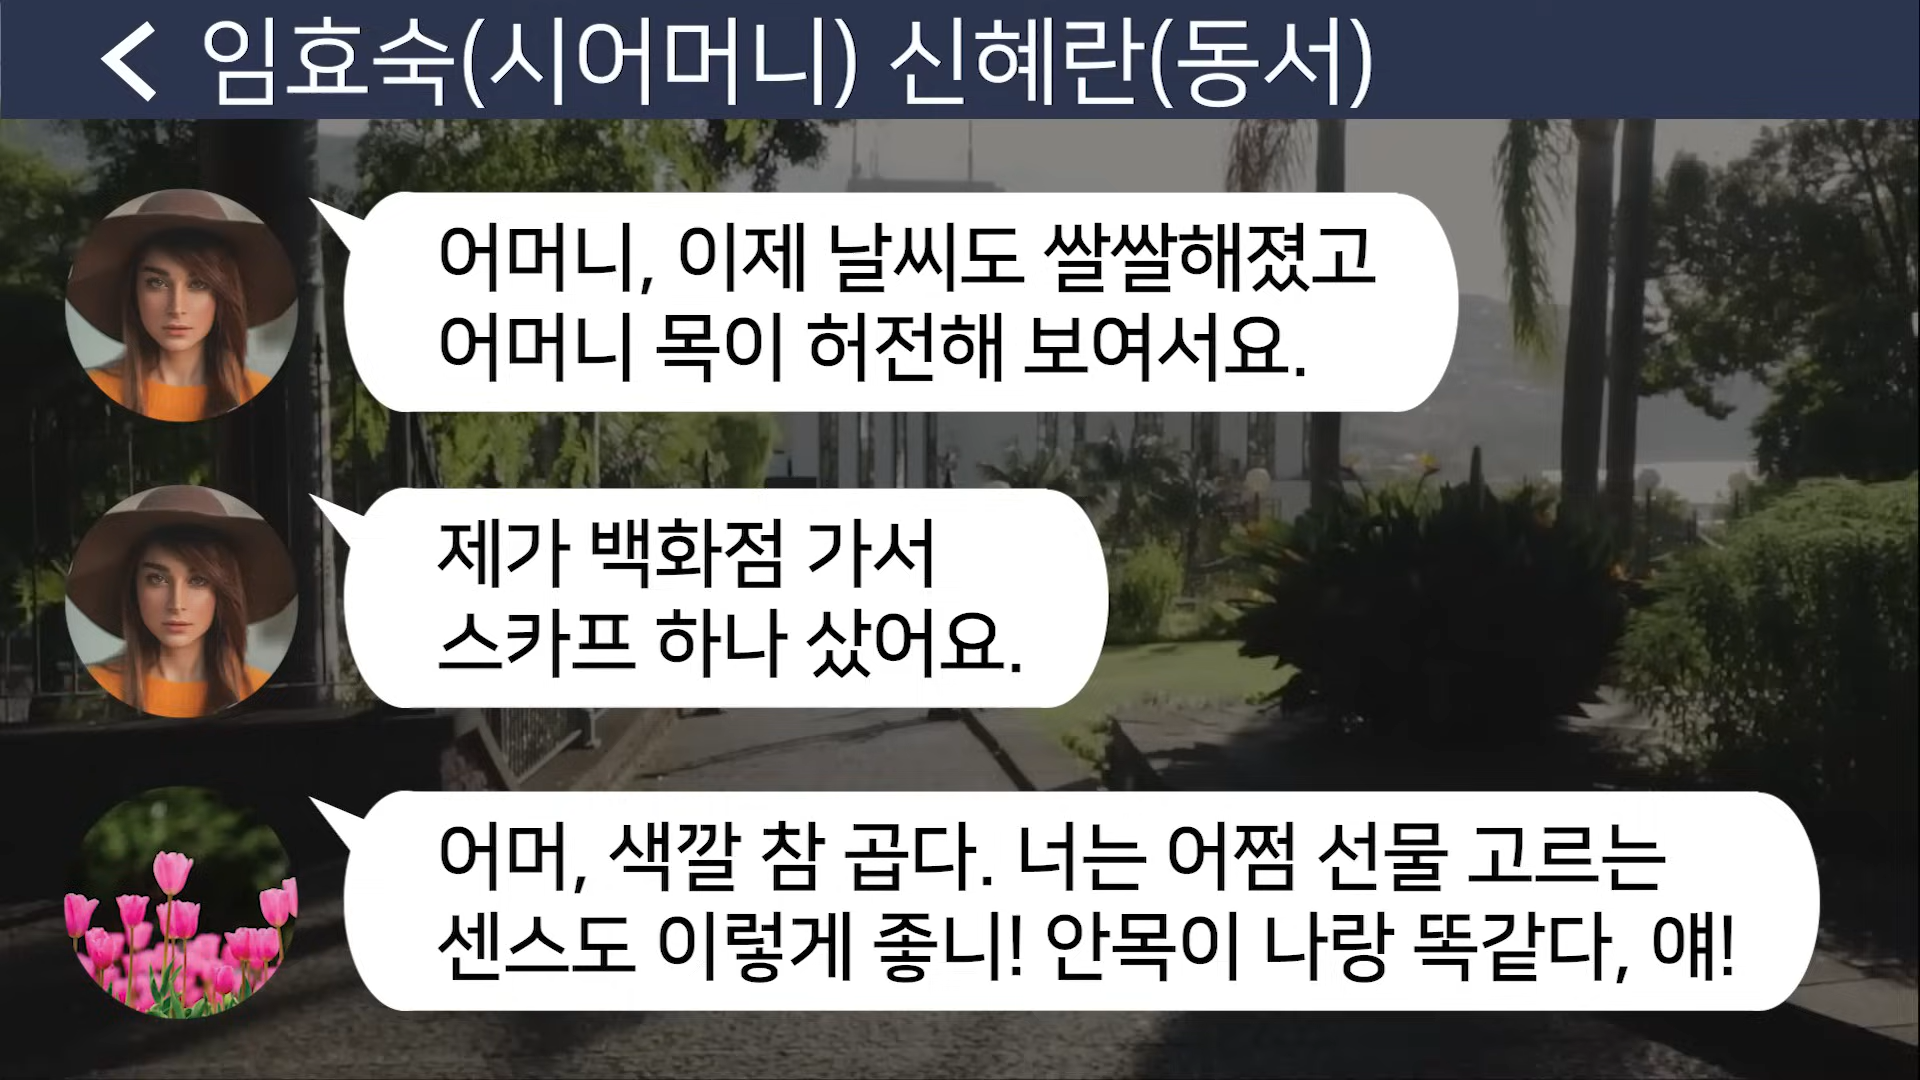 임효숙(시어머니) 신혜란(동서)
어머니, 이제 날씨도 쌀쌀해졌고
어머니 목이 허전해 보여서요.
제가 백화점 가서
스카프 하나 샀어요.
어머, 색깔 참 곱다. 너는 어쩜 선물 고르는
센스도 이렇게 좋니! 안목이 나랑 똑같다, 얘!